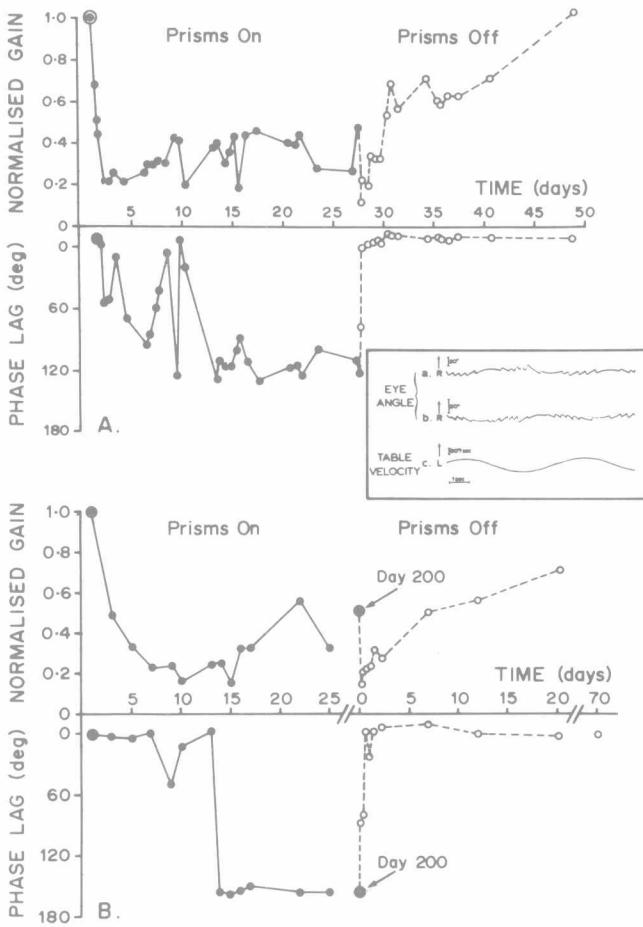 NORMALISED GAIN
1·0
0·8
0·6
0·4
0·2
0
Prisms On
Prisms Off
TIME (days)
5 10 15 20 25 30 35 40 45 50
PHASE LAG (deg)
0
60
120
180
A.
EYE ANGLE
a. R
b. R
TABLE VELOCITY
c. L
NORMALISED GAIN
1·0
0·8
0·6
0·4
0·2
0
Prisms On
Prisms Off
Day 200
TIME (days)
5 10 15 20 25 0 5 10 15 20 70
PHASE LAG (deg)
0
60
120
180
Day 200
B.